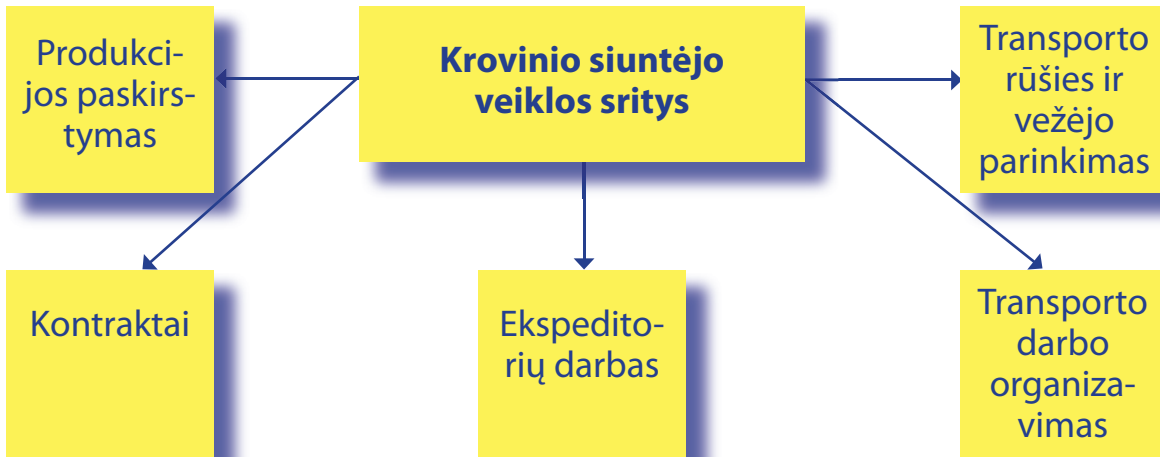 Produkci-
jos paskirs-
tymas
Krovinio siuntėjo
veiklos sritys
Transporto
rūšies ir
vežėjo
parinkimas
Kontraktai
Ekspedito-
rių darbas
Transporto
darbo
organiza-
vimas